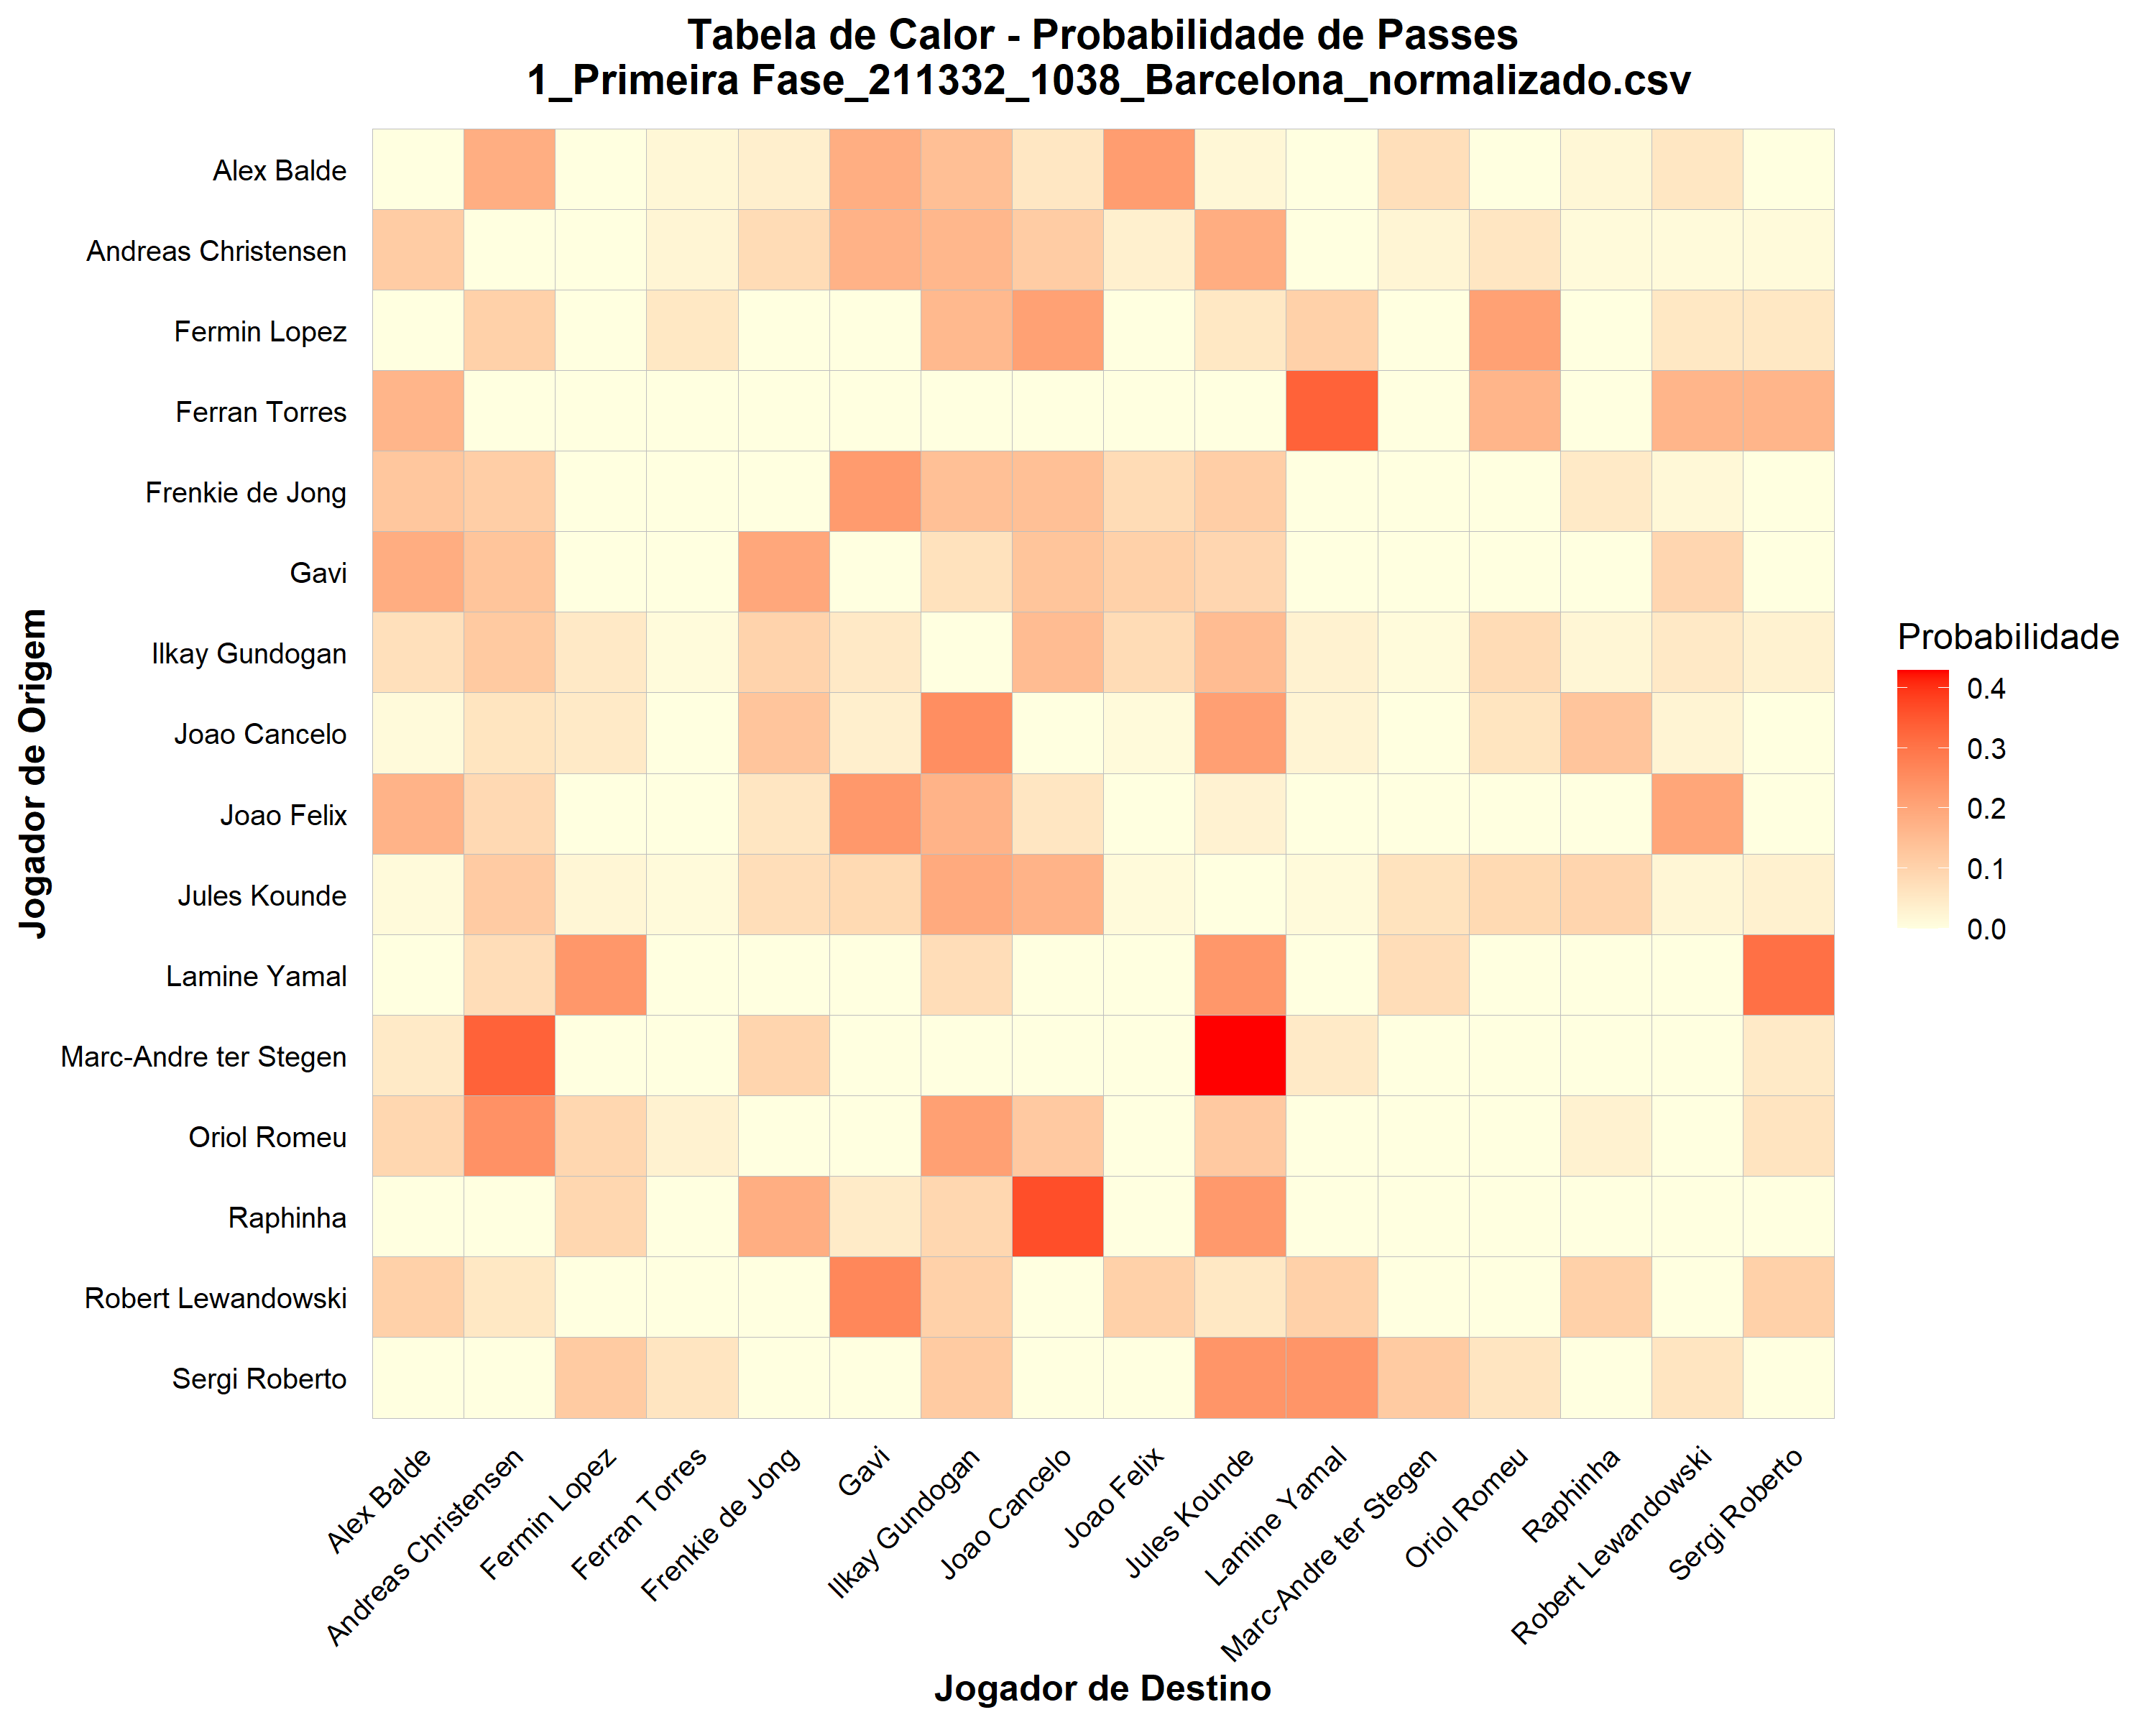 Tabela de Calor - Probabilidade de Passes
1_Primeira Fase_211332_1038_Barcelona_normalizado.csv
Jogador de Origem
Alex Balde
Andreas Christensen
Fermin Lopez
Ferran Torres
Frenkie de Jong
Gavi
Ilkay Gundogan
Joao Cancelo
Joao Felix
Jules Kounde
Lamine Yamal
Marc-Andre ter Stegen
Oriol Romeu
Raphinha
Robert Lewandowski
Sergi Roberto
Alex Balde
Andreas Christensen
Fermin Lopez
Ferran Torres
Frenkie de Jong
Gavi
Ilkay Gundogan
Joao Cancelo
Joao Felix
Jules Kounde
Lamine Yamal
Marc-Andre ter Stegen
Oriol Romeu
Raphinha
Robert Lewandowski
Sergi Roberto
Jogador de Destino
Probabilidade
0.4
0.3
0.2
0.1
0.0